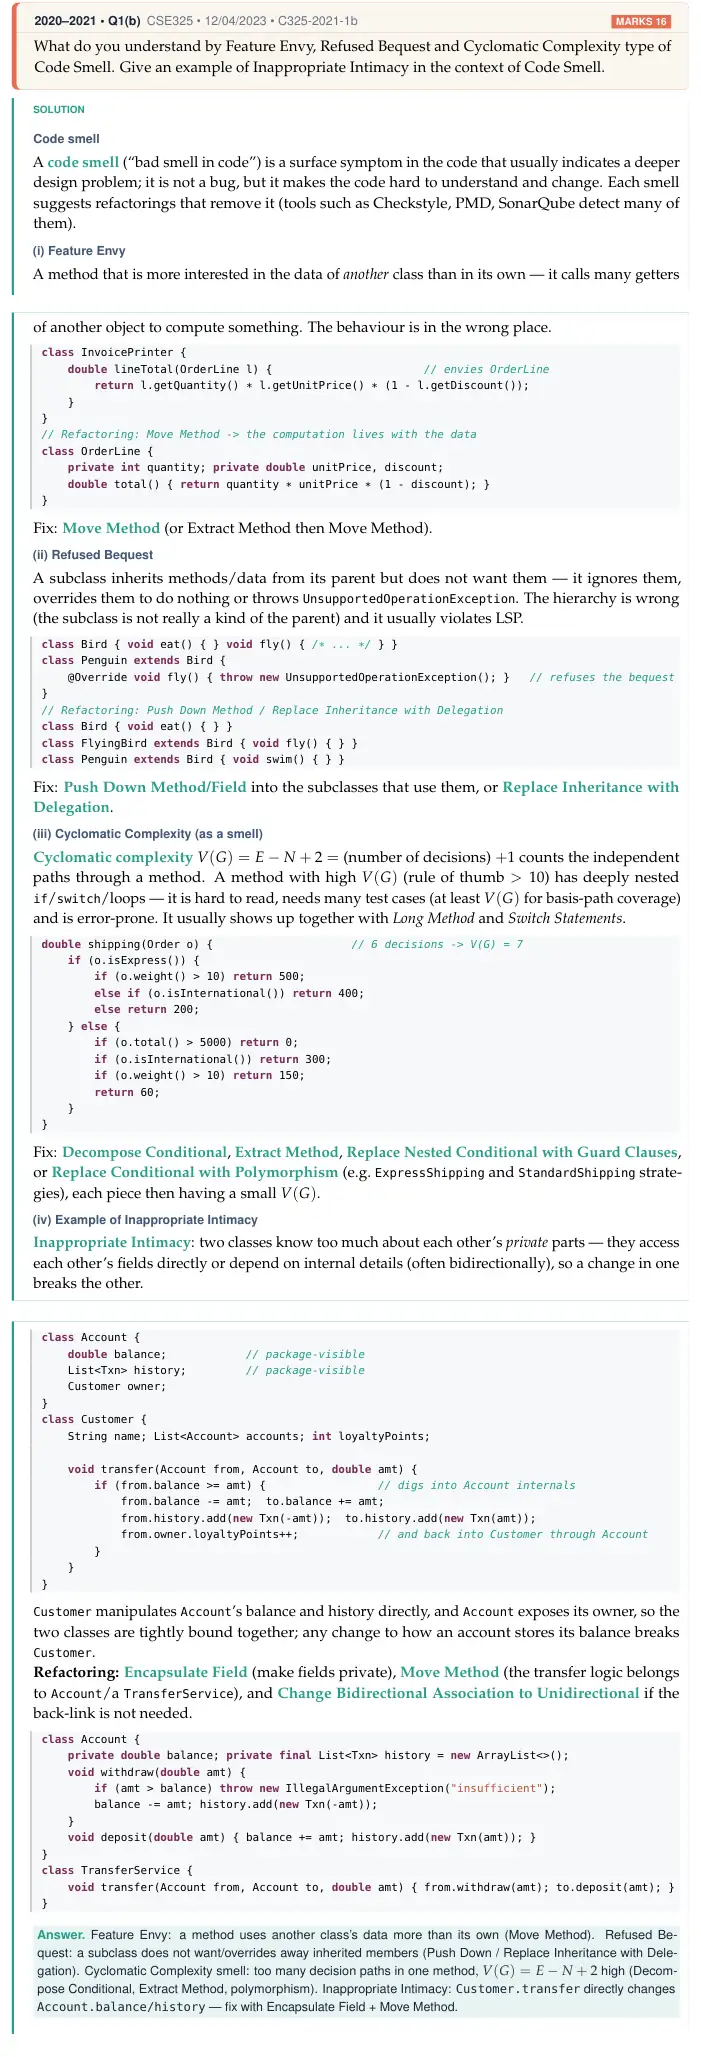 2020–2021 • Q1(b) CSE325 • 12/04/2023 • C325-2021-1b MARKS 16
What do you understand by Feature Envy, Refused Bequest and Cyclomatic Complexity type of
Code Smell. Give an example of Inappropriate Intimacy in the context of Code Smell.
SOLUTION
Code smell
A code smell (“bad smell in code”) is a surface symptom in the code that usually indicates a deeper
design problem; it is not a bug, but it makes the code hard to understand and change. Each smell
suggests refactorings that remove it (tools such as Checkstyle, PMD, SonarQube detect many of
them).
(i) Feature Envy
A method that is more interested in the data of another class than in its own — it calls many getters
of another object to compute something. The behaviour is in the wrong place.
class InvoicePrinter {
    double lineTotal(OrderLine l) { // envies OrderLine
        return l.getQuantity() * l.getUnitPrice() * (1 - l.getDiscount());
    }
}
// Refactoring: Move Method -> the computation lives with the data
class OrderLine {
    private int quantity; private double unitPrice, discount;
    double total() { return quantity * unitPrice * (1 - discount); }
}
Fix: Move Method (or Extract Method then Move Method).
(ii) Refused Bequest
A subclass inherits methods/data from its parent but does not want them — it ignores them,
overrides them to do nothing or throws UnsupportedOperationException. The hierarchy is wrong
(the subclass is not really a kind of the parent) and it usually violates LSP.
class Bird { void eat() { } void fly() { /* ... */ } }
class Penguin extends Bird {
    @Override void fly() { throw new UnsupportedOperationException(); } // refuses the bequest
}
// Refactoring: Push Down Method / Replace Inheritance with Delegation
class Bird { void eat() { } }
class FlyingBird extends Bird { void fly() { } }
class Penguin extends Bird { void swim() { } }
Fix: Push Down Method/Field into the subclasses that use them, or Replace Inheritance with
Delegation.
(iii) Cyclomatic Complexity (as a smell)
Cyclomatic complexity V(G) = E − N + 2 = (number of decisions) +1 counts the independent
paths through a method. A method with high V(G) (rule of thumb > 10) has deeply nested
if/switch/loops — it is hard to read, needs many test cases (at least V(G) for basis-path coverage)
and is error-prone. It usually shows up together with Long Method and Switch Statements.
double shipping(Order o) { // 6 decisions -> V(G) = 7
    if (o.isExpress()) {
        if (o.weight() > 10) return 500;
        else if (o.isInternational()) return 400;
        else return 200;
    } else {
        if (o.total() > 5000) return 0;
        if (o.isInternational()) return 300;
        if (o.weight() > 10) return 150;
        return 60;
    }
}
Fix: Decompose Conditional, Extract Method, Replace Nested Conditional with Guard Clauses,
or Replace Conditional with Polymorphism (e.g. ExpressShipping and StandardShipping strate-
gies), each piece then having a small V(G).
(iv) Example of Inappropriate Intimacy
Inappropriate Intimacy: two classes know too much about each other’s private parts — they access
each other’s fields directly or depend on internal details (often bidirectionally), so a change in one
breaks the other.
class Account {
    double balance; // package-visible
    List<Txn> history; // package-visible
    Customer owner;
}
class Customer {
    String name; List<Account> accounts; int loyaltyPoints;
    void transfer(Account from, Account to, double amt) {
        if (from.balance >= amt) { // digs into Account internals
            from.balance -= amt; to.balance += amt;
            from.history.add(new Txn(-amt)); to.history.add(new Txn(amt));
            from.owner.loyaltyPoints++; // and back into Customer through Account
        }
    }
}
Customer manipulates Account’s balance and history directly, and Account exposes its owner, so the
two classes are tightly bound together; any change to how an account stores its balance breaks
Customer.
Refactoring: Encapsulate Field (make fields private), Move Method (the transfer logic belongs
to Account/a TransferService), and Change Bidirectional Association to Unidirectional if the
back-link is not needed.
class Account {
    private double balance; private final List<Txn> history = new ArrayList<>();
    void withdraw(double amt) {
        if (amt > balance) throw new IllegalArgumentException("insufficient");
        balance -= amt; history.add(new Txn(-amt));
    }
    void deposit(double amt) { balance += amt; history.add(new Txn(amt)); }
}
class TransferService {
    void transfer(Account from, Account to, double amt) { from.withdraw(amt); to.deposit(amt); }
}
Answer. Feature Envy: a method uses another class’s data more than its own (Move Method). Refused Be-
quest: a subclass does not want/overrides away inherited members (Push Down / Replace Inheritance with Dele-
gation). Cyclomatic Complexity smell: too many decision paths in one method, V(G) = E − N + 2 high (Decom-
pose Conditional, Extract Method, polymorphism). Inappropriate Intimacy: Customer.transfer directly changes
Account.balance/history — fix with Encapsulate Field + Move Method.